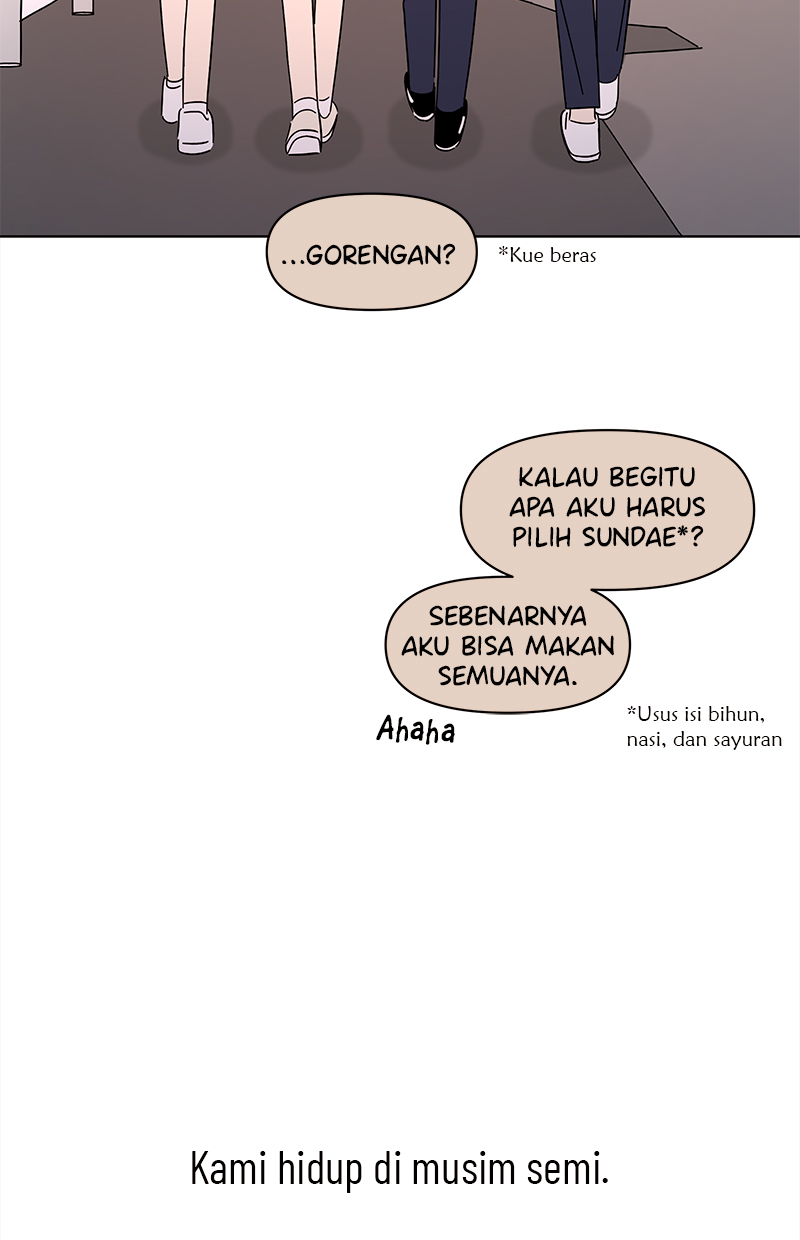 ...GORENGAN?
*Kue beras
KALAU BEGITU
APA AKU HARUS
PILIH SUNDAE*?
SEBENARNYA
AKU BISA MAKAN
SEMUANYA.
Ahaha
*Usus isi bihun,
nasi, dan sayuran
Kami hidup di musim semi.